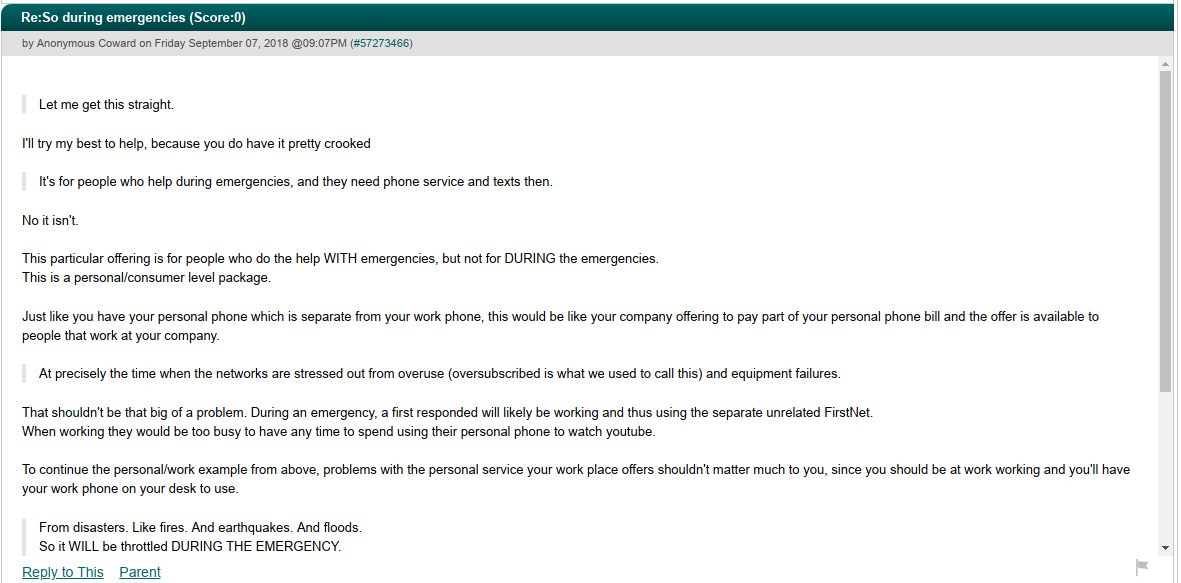 Re:So during emergencies (Score:0)
by Anonymous Coward on Friday September 07, 2018 @09:07PM (#57273466)
Let me get this straight.
I'll try my best to help, because you do have it pretty crooked
It's for people who help during emergencies, and they need phone service and texts then.
No it isn't.
This particular offering is for people who do the help WITH emergencies, but not for DURING the emergencies.
This is a personal/consumer level package.
Just like you have your personal phone which is separate from your work phone, this would be like your company offering to pay part of your personal phone bill and the offer is available to
people that work at your company.
At precisely the time when the networks are stressed out from overuse (oversubscribed is what we used to call this) and equipment failures.
That shouldn't be that big of a problem. During an emergency, a first responded will likely be working and thus using the separate unrelated FirstNet.
When working they would be too busy to have any time to spend using their personal phone to watch youtube.
To continue the personal/work example from above, problems with the personal service your work place offers shouldn't matter much to you, since you should be at work working and you'll have
your work phone on your desk to use.
From disasters. Like fires. And earthquakes. And floods.
So it WILL be throttled DURING THE EMERGENCY.
Reply to This Parent